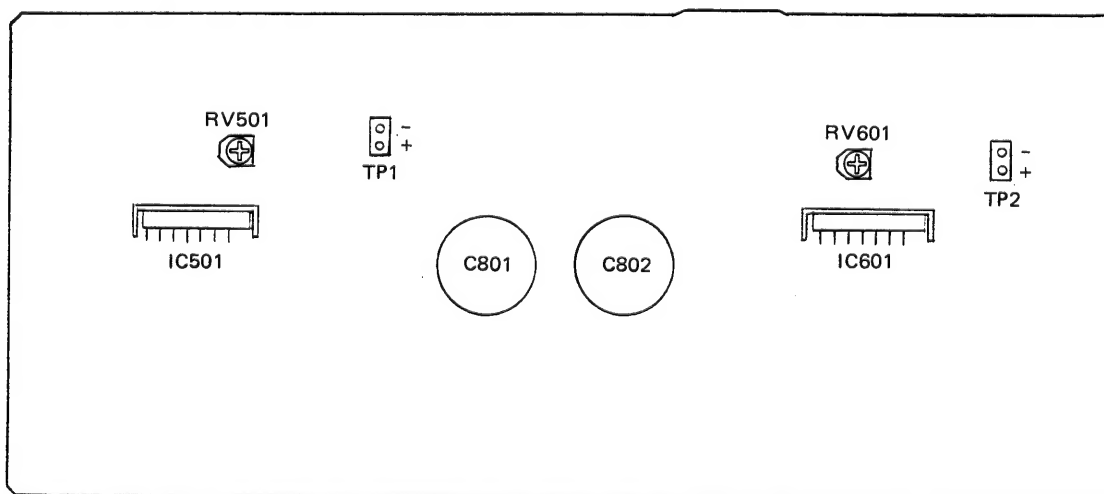 RV501
-
+
TP1
IC501
C801
C802
RV601
-
+
TP2
IC601